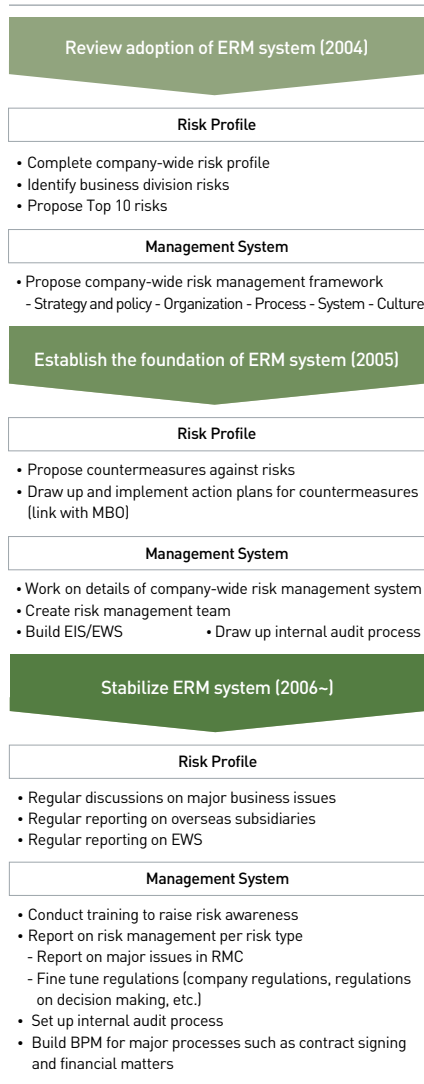 Review adoption of ERM system (2004)
Risk Profile
• Complete company-wide risk profile
• Identify business division risks
• Propose Top 10 risks
Management System
• Propose company-wide risk management framework
- Strategy and policy - Organization - Process - System - Culture
Establish the foundation of ERM system (2005)
Risk Profile
• Propose countermeasures against risks
• Draw up and implement action plans for countermeasures
(link with MBO)
Management System
• Work on details of company-wide risk management system
• Create risk management team
• Build EIS/EWS • Draw up internal audit process
Stabilize ERM system (2006~)
Risk Profile
• Regular discussions on major business issues
• Regular reporting on overseas subsidiaries
• Regular reporting on EWS
Management System
• Conduct training to raise risk awareness
• Report on risk management per risk type
- Report on major issues in RMC
- Fine tune regulations (company regulations, regulations
on decision making, etc.)
• Set up internal audit process
• Build BPM for major processes such as contract signing
and financial matters